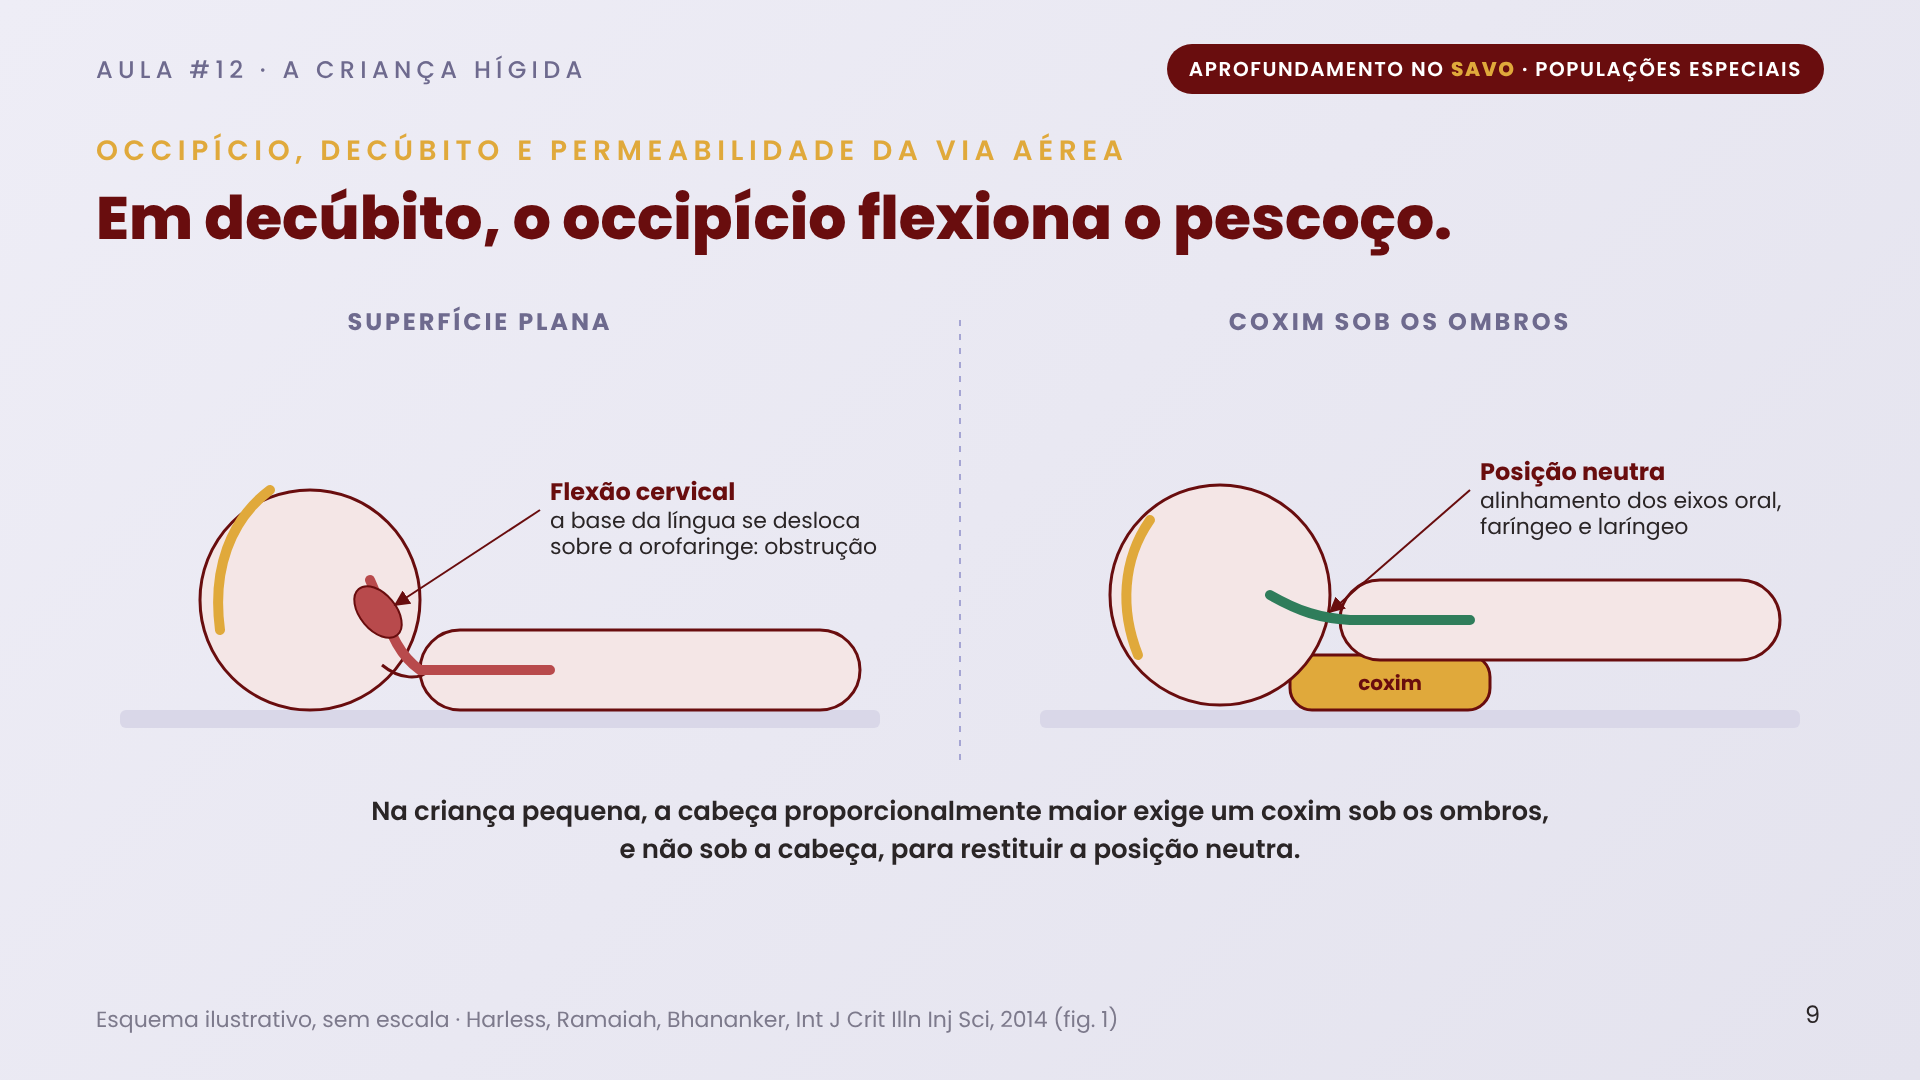 AULA #12 · A CRIANÇA HÍGIDA
APROFUNDAMENTO NO SAVO · POPULAÇÕES ESPECIAIS
OCCIPÍCIO, DECÚBITO E PERMEABILIDADE DA VIA AÉREA
Em decúbito, o occipício flexiona o pescoço.
SUPERFÍCIE PLANA
Flexão cervical
a base da língua se desloca
sobre a orofaringe: obstrução
COXIM SOB OS OMBROS
Posição neutra
alinhamento dos eixos oral,
faríngeo e laríngeo
coxim
Na criança pequena, a cabeça proporcionalmente maior exige um coxim sob os ombros,
e não sob a cabeça, para restituir a posição neutra.
Esquema ilustrativo, sem escala · Harless, Ramaiah, Bhananker, Int J Crit Illn Inj Sci, 2014 (fig. 1)
9